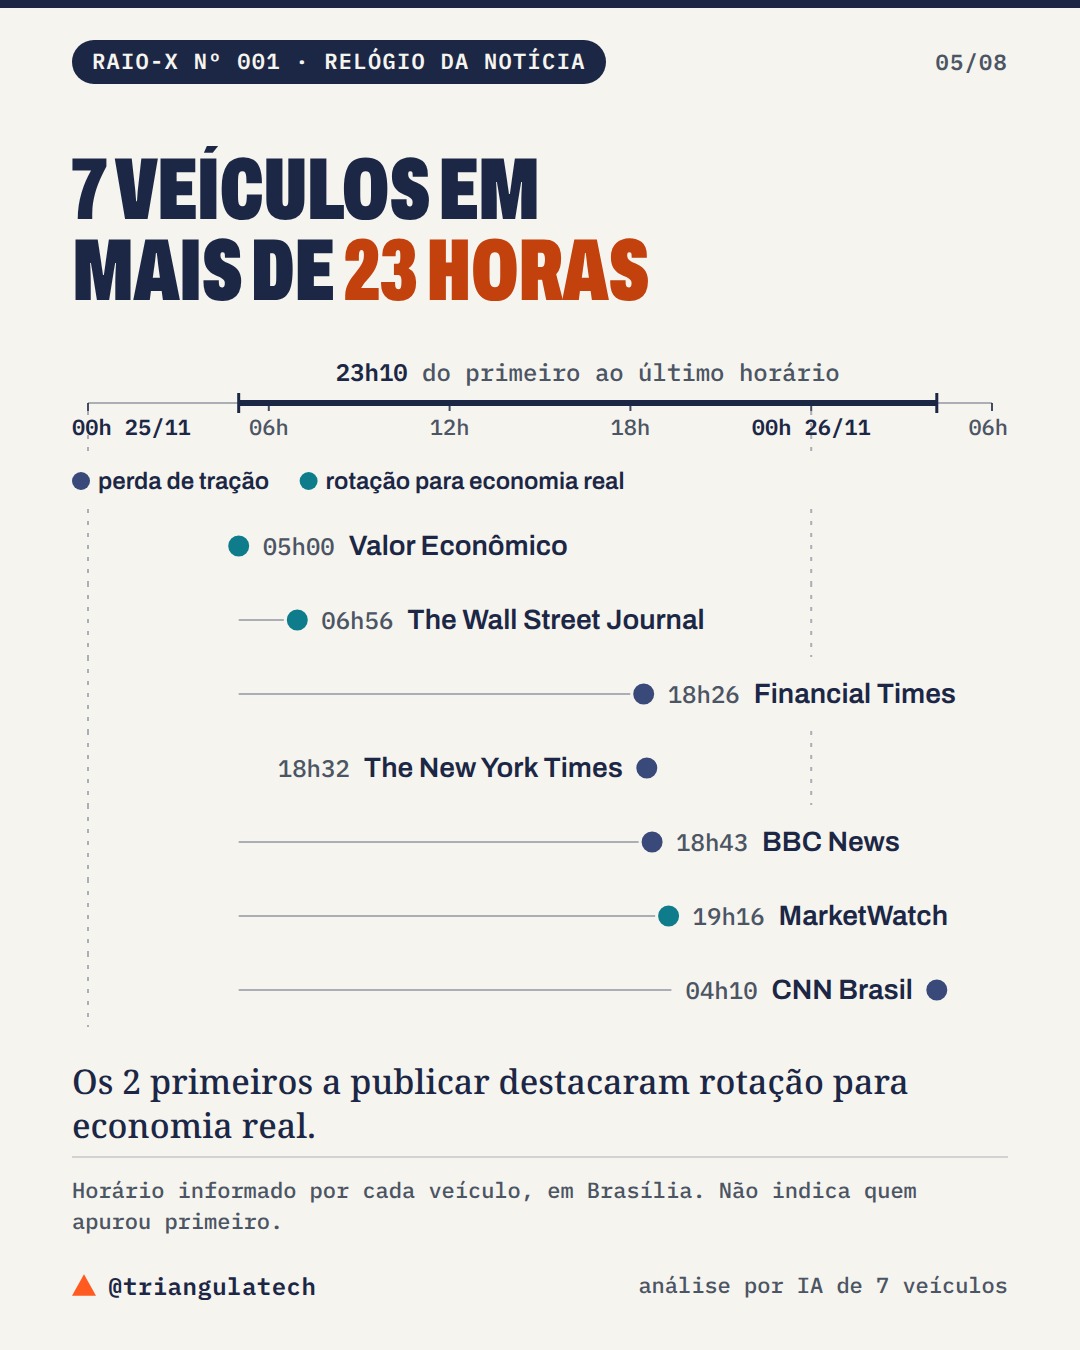 RAIO-X Nº 001 · RELÓGIO DA NOTÍCIA
05/08
7 VEÍCULOS EM
MAIS DE 23 HORAS
23h10 do primeiro ao último horário
00h 25/11 06h 12h 18h 00h 26/11 06h
perda de tração rotação para economia real
05h00 Valor Econômico
06h56 The Wall Street Journal
18h26 Financial Times
18h32 The New York Times
18h43 BBC News
19h16 MarketWatch
04h10 CNN Brasil
Os 2 primeiros a publicar destacaram rotação para
economia real.
Horário informado por cada veículo, em Brasília. Não indica quem
apurou primeiro.
@triangulatech
análise por IA de 7 veículos